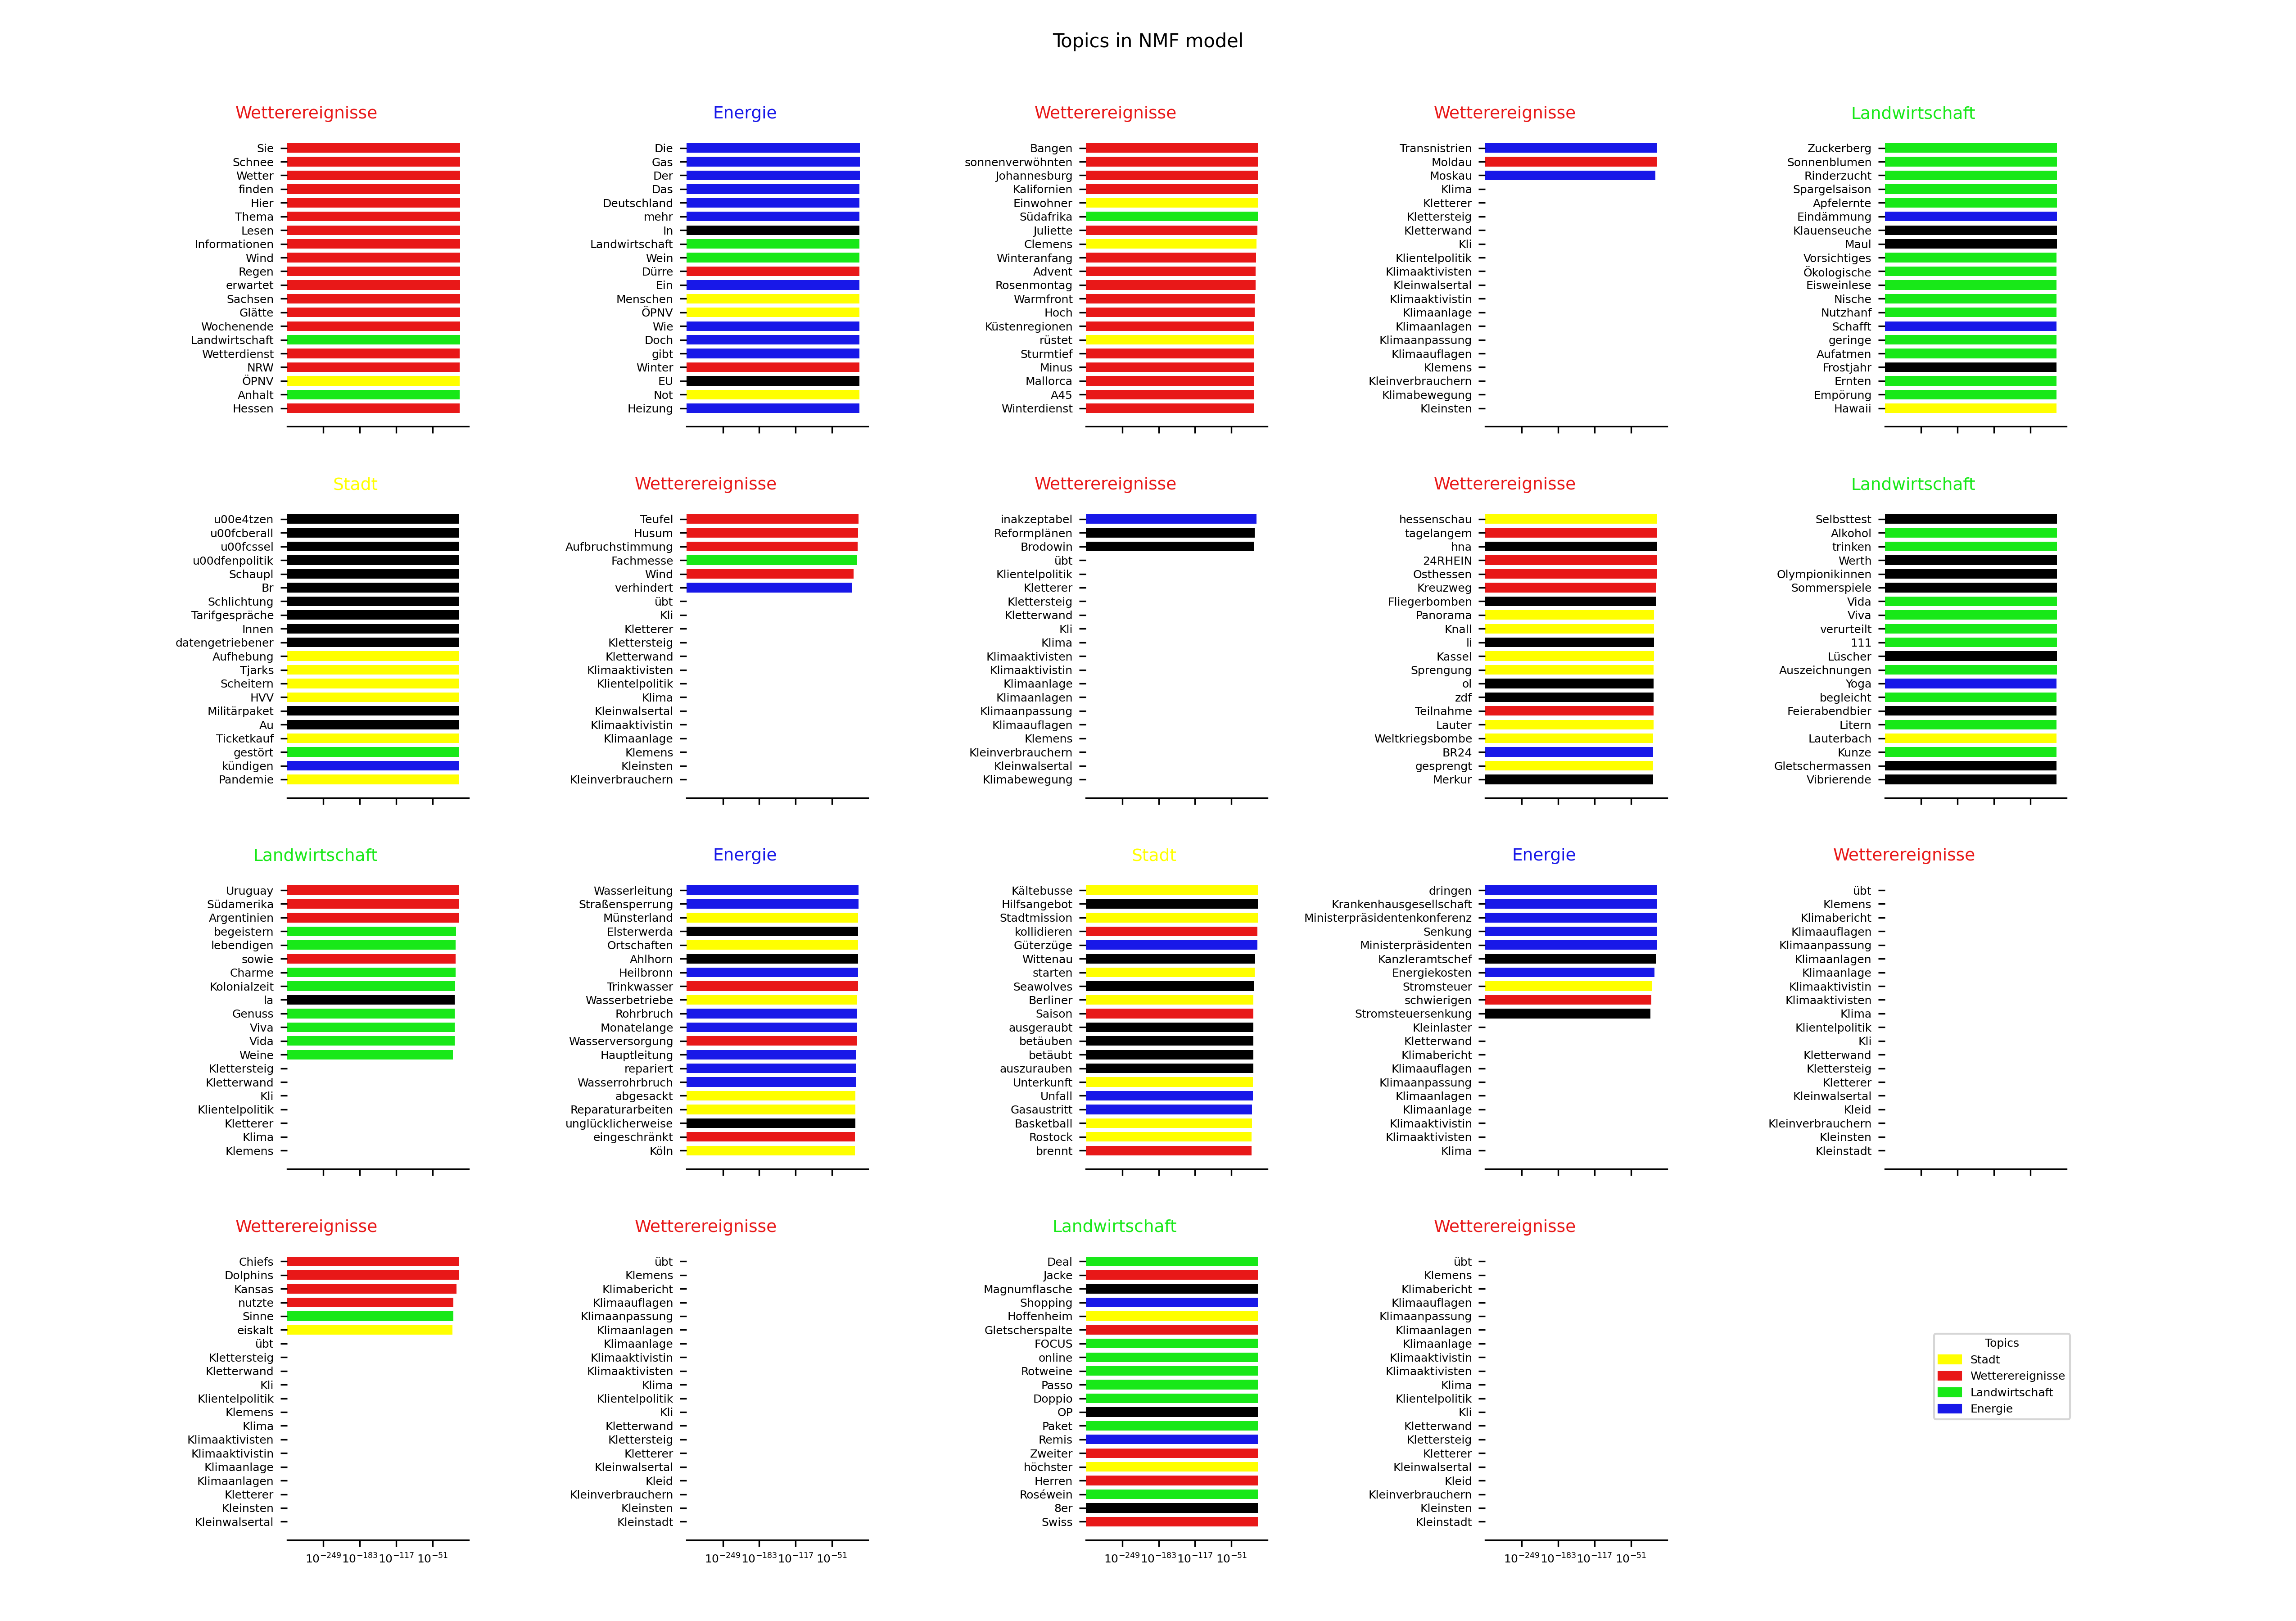 Topics in NMF model
Wetterereignisse
Sie
Schnee
Wetter
finden
Hier
Thema
Lesen
Informationen
Wind
Regen
erwartet
Sachsen
Glätte
Wochenende
Landwirtschaft
Wetterdienst
NRW
ÖPNV
Anhalt
Hessen
Energie
Die
Gas
Der
Das
Deutschland
mehr
In
Landwirtschaft
Wein
Dürre
Ein
Menschen
ÖPNV
Wie
Doch
gibt
Winter
EU
Not
Heizung
Wetterereignisse
Bangen
sonnenverwöhnten
Johannesburg
Kalifornien
Einwohner
Südafrika
Juliette
Clemens
Winteranfang
Advent
Rosenmontag
Warmfront
Hoch
Küstenregionen
rüstet
Sturmtief
Minus
Mallorca
A45
Winterdienst
Wetterereignisse
Transnistrien
Moldau
Moskau
Klima
Kletterer
Klettersteig
Kletterwand
Kli
Klientelpolitik
Klimaaktivisten
Kleinwalsertal
Klimaaktivistin
Klimaanlage
Klimaanlagen
Klimaanpassung
Klimaauflagen
Klemens
Kleinverbrauchern
Klimabewegung
Kleinsten
Landwirtschaft
Zuckerberg
Sonnenblumen
Rinderzucht
Spargelsaison
Apfelernte
Eindämmung
Klauenseuche
Maul
Vorsichtiges
Ökologische
Eisweinlese
Nische
Nutzhanf
Schafft
geringe
Aufatmen
Frostjahr
Ernten
Empörung
Hawaii
Stadt
u00e4tzen
u00fcberall
u00fcssel
u00dfenpolitik
Schaupl
Br
Schlichtung
Tarifgespräche
Innen
datengetriebener
Aufhebung
Tjarks
Scheitern
HVV
Militärpaket
Au
Ticketkauf
gestört
kündigen
Pandemie
Wetterereignisse
Teufel
Husum
Aufbruchstimmung
Fachmesse
Wind
verhindert
übt
Kli
Kletterer
Klettersteig
Kletterwand
Klimaaktivisten
Klientelpolitik
Klima
Kleinwalsertal
Klimaaktivistin
Klimaanlage
Klemens
Kleinsten
Kleinverbrauchern
Wetterereignisse
inakzeptabel
Reformplänen
Brodowin
übt
Klientelpolitik
Kletterer
Klettersteig
Kletterwand
Kli
Klima
Klimaaktivisten
Klimaaktivistin
Klimaanlage
Klimaanlagen
Klimaanpassung
Klimaauflagen
Klemens
Kleinverbrauchern
Kleinwalsertal
Klimabewegung
Wetterereignisse
hessenschau
tagelangem
hna
24RHEIN
Osthessen
Kreuzweg
Fliegerbomben
Panorama
Knall
li
Kassel
Sprengung
ol
zdf
Teilnahme
Lauter
Weltkriegsbombe
BR24
gesprengt
Merkur
Landwirtschaft
Selbsttest
Alkohol
trinken
Werth
Olympionikinnen
Sommerspiele
Vida
Viva
verurteilt
111
Lüscher
Auszeichnungen
Yoga
begleicht
Feierabendbier
Litern
Lauterbach
Kunze
Gletschermassen
Vibrierende
Landwirtschaft
Uruguay
Südamerika
Argentinien
begeistern
lebendigen
sowie
Charme
Kolonialzeit
la
Genuss
Viva
Vida
Weine
Klettersteig
Kletterwand
Kli
Klientelpolitik
Kletterer
Klima
Klemens
Energie
Wasserleitung
Straßensperrung
Münsterland
Elsterwerda
Ortschaften
Ahlhorn
Heilbronn
Trinkwasser
Wasserbetriebe
Rohrbruch
Monatelange
Wasserversorgung
Hauptleitung
repariert
Wasserrohrbruch
abgesackt
Reparaturarbeiten
unglücklicherweise
eingeschränkt
Köln
Stadt
Kältebusse
Hilfsangebot
Stadtmission
kollidieren
Güterzüge
Wittenau
starten
Seawolves
Berliner
Saison
ausgeraubt
betäuben
betäubt
auszurauben
Unterkunft
Unfall
Gasaustritt
Basketball
Rostock
brennt
Energie
dringen
Krankenhausgesellschaft
Ministerpräsidentenkonferenz
Senkung
Ministerpräsidenten
Kanzleramtschef
Energiekosten
Stromsteuer
schwierigen
Stromsteuersenkung
Kleinlaster
Kletterwand
Klimabericht
Klimaauflagen
Klimaanpassung
Klimaanlagen
Klimaanlage
Klimaaktivistin
Klimaaktivisten
Klima
Wetterereignisse
übt
Klemens
Klimabericht
Klimaauflagen
Klimaanpassung
Klimaanlagen
Klimaanlage
Klimaaktivistin
Klimaaktivisten
Klima
Klientelpolitik
Kli
Kletterwand
Klettersteig
Kletterer
Kleinwalsertal
Kleid
Kleinverbrauchern
Kleinsten
Kleinstadt
Wetterereignisse
Chiefs
Dolphins
Kansas
nutzte
Sinne
eiskalt
übt
Klettersteig
Kletterwand
Kli
Klientelpolitik
Klemens
Klima
Klimaaktivisten
Klimaaktivistin
Klimaanlage
Klimaanlagen
Kletterer
Kleinsten
Kleinwalsertal
10^-249 10^-183 10^-117 10^-51
Wetterereignisse
übt
Klemens
Klimabericht
Klimaauflagen
Klimaanpassung
Klimaanlagen
Klimaanlage
Klimaaktivistin
Klimaaktivisten
Klima
Klientelpolitik
Kli
Kletterwand
Klettersteig
Kletterer
Kleinwalsertal
Kleid
Kleinverbrauchern
Kleinsten
Kleinstadt
10^-249 10^-183 10^-117 10^-51
Landwirtschaft
Deal
Jacke
Magnumflasche
Shopping
Hoffenheim
Gletscherspalte
FOCUS
online
Rotweine
Passo
Doppio
OP
Paket
Remis
Zweiter
höchster
Herren
Roséwein
8er
Swiss
10^-249 10^-183 10^-117 10^-51
Wetterereignisse
übt
Klemens
Klimabericht
Klimaauflagen
Klimaanpassung
Klimaanlagen
Klimaanlage
Klimaaktivistin
Klimaaktivisten
Klima
Klientelpolitik
Kli
Kletterwand
Klettersteig
Kletterer
Kleinwalsertal
Kleid
Kleinverbrauchern
Kleinsten
Kleinstadt
10^-249 10^-183 10^-117 10^-51
Topics
Stadt
Wetterereignisse
Landwirtschaft
Energie